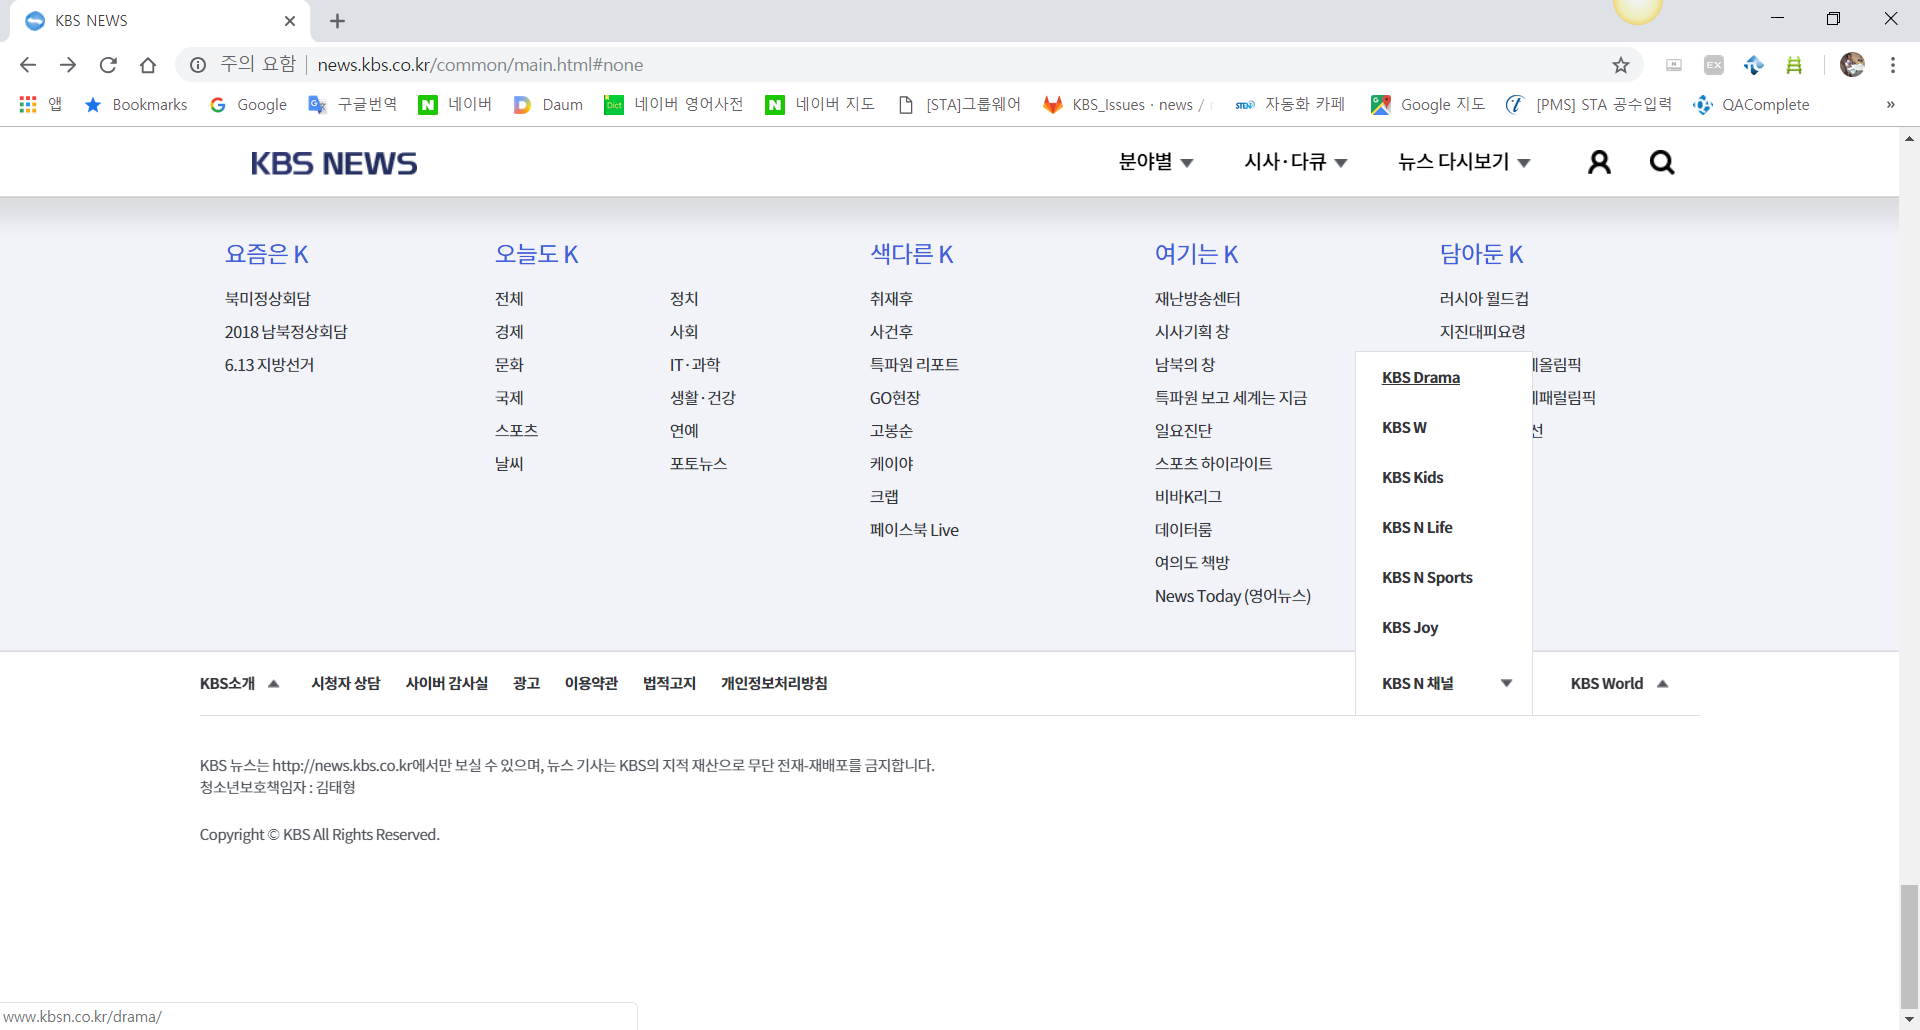 KBS NEWS
주의 요함 news.kbs.co.kr/common/main.html#none
앱 Bookmarks Google 구글번역 네이버 Daum 네이버 영어사전 네이버 지도 [STA]그룹웨어 KBS_Issues · news / 자동화 카페 Google 지도 [PMS] STA 공수입력 QAComplete »
KBS NEWS 분야별 시사·다큐 뉴스 다시보기
요즘은 K
북미정상회담
2018 남북정상회담
6.13 지방선거
오늘도 K
전체 정치
경제 사회
문화 IT·과학
국제 생활·건강
스포츠 연예
날씨 포토뉴스
색다른 K
취재후
사건후
특파원 리포트
GO현장
고봉순
케이야
크랩
페이스북 Live
여기는 K
재난방송센터
시사기획 창
남북의 창
특파원 보고 세계는 지금
일요진단
스포츠 하이라이트
비바K리그
데이터룸
여의도 책방
News Today (영어뉴스)
담아둔 K
러시아 월드컵
지진대피요령
올림픽
패럴림픽
선
KBS Drama
KBS W
KBS Kids
KBS N Life
KBS N Sports
KBS Joy
KBS소개 시청자 상담 사이버 감사실 광고 이용약관 법적고지 개인정보처리방침 KBS N 채널 KBS World
KBS 뉴스는 http://news.kbs.co.kr에서만 보실 수 있으며, 뉴스 기사는 KBS의 지적 재산으로 무단 전재-재배포를 금지합니다.
청소년보호책임자 : 김태형
Copyright © KBS All Rights Reserved.
www.kbsn.co.kr/drama/